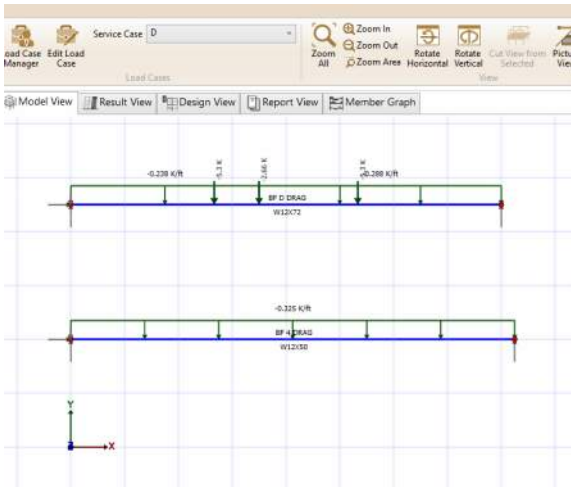 Service Case D
Load Case Manager
Edit Load Case
Load Cases
Zoom All
Zoom In
Zoom Out
Zoom Area
Rotate Horizontal
Rotate Vertical
Cut View from Selected
View
Model View
Result View
Design View
Report View
Member Graph
-0.238 K/ft
-5.3 K
-2.66 K
-5.3 K
-0.288 K/ft
BF D DRAG
W12X72
-0.325 K/ft
BF 4 DRAG
W12X50
Y
Z
X